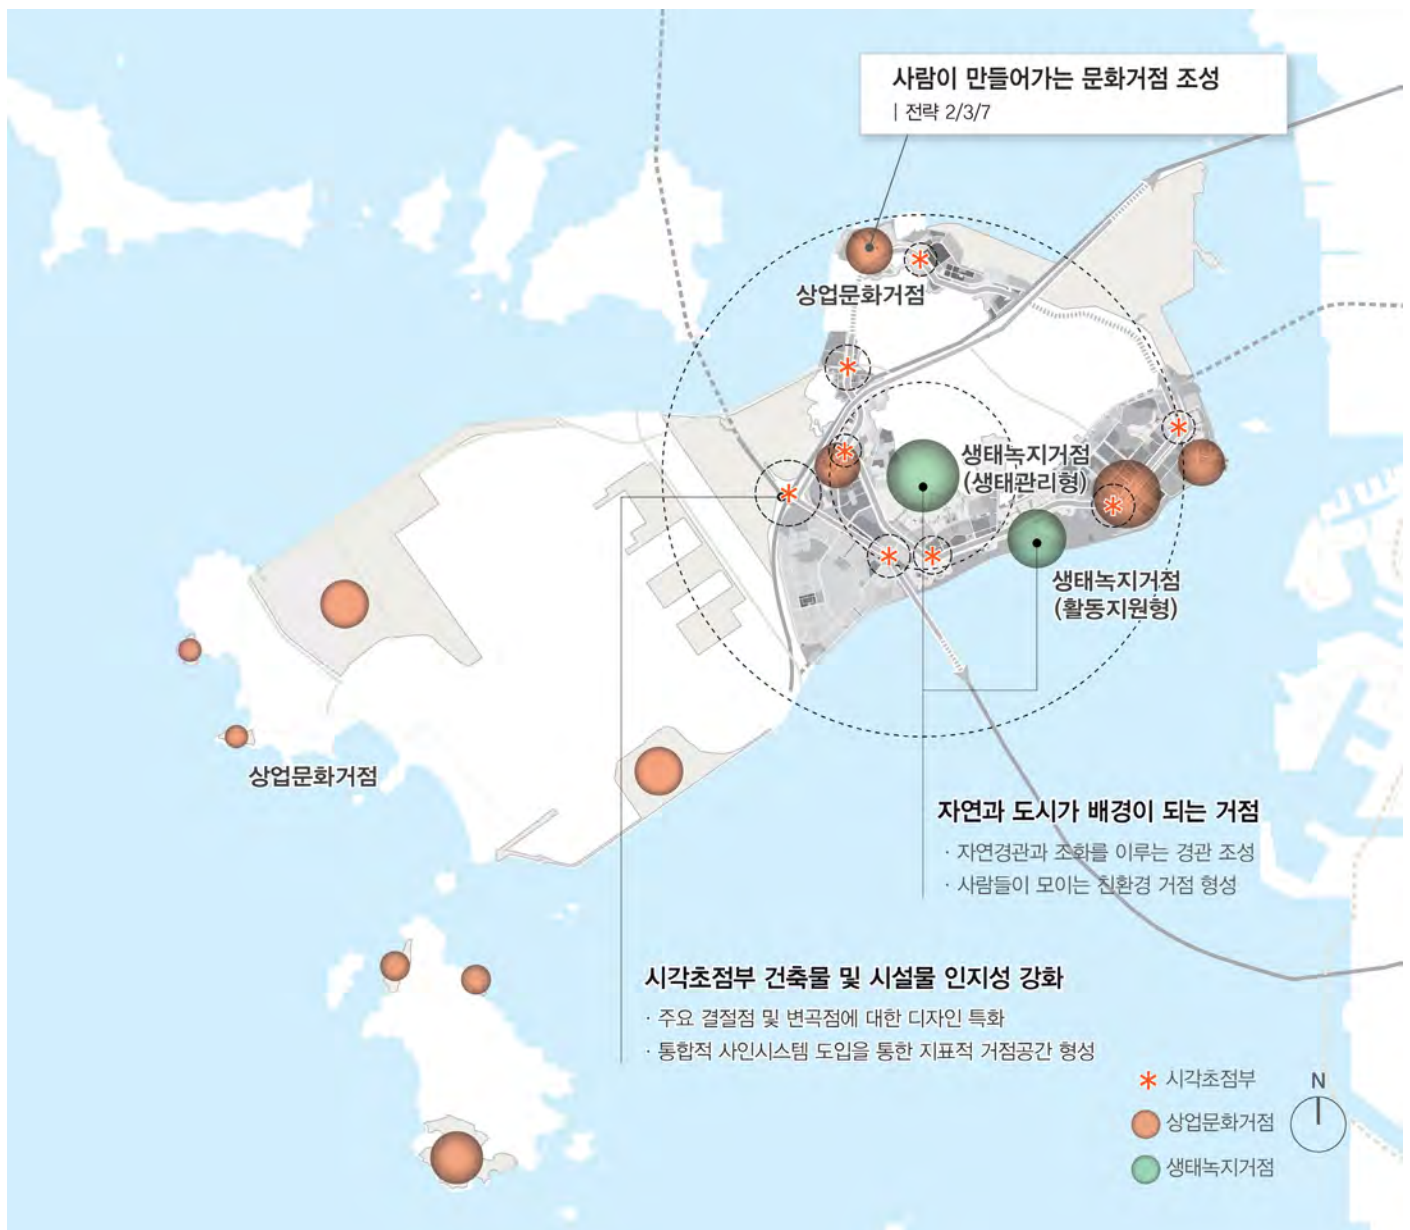 사람이 만들어가는 문화거점 조성
| 전략 2/3/7
상업문화거점
생태녹지거점
(생태관리형)
생태녹지거점
(활동지원형)
상업문화거점
자연과 도시가 배경이 되는 거점
· 자연경관과 조화를 이루는 경관 조성
· 사람들이 모이는 친환경 거점 형성
시각초점부 건축물 및 시설물 인지성 강화
· 주요 결절점 및 변곡점에 대한 디자인 특화
· 통합적 사인시스템 도입을 통한 지표적 거점공간 형성
시각초점부
상업문화거점
생태녹지거점
N